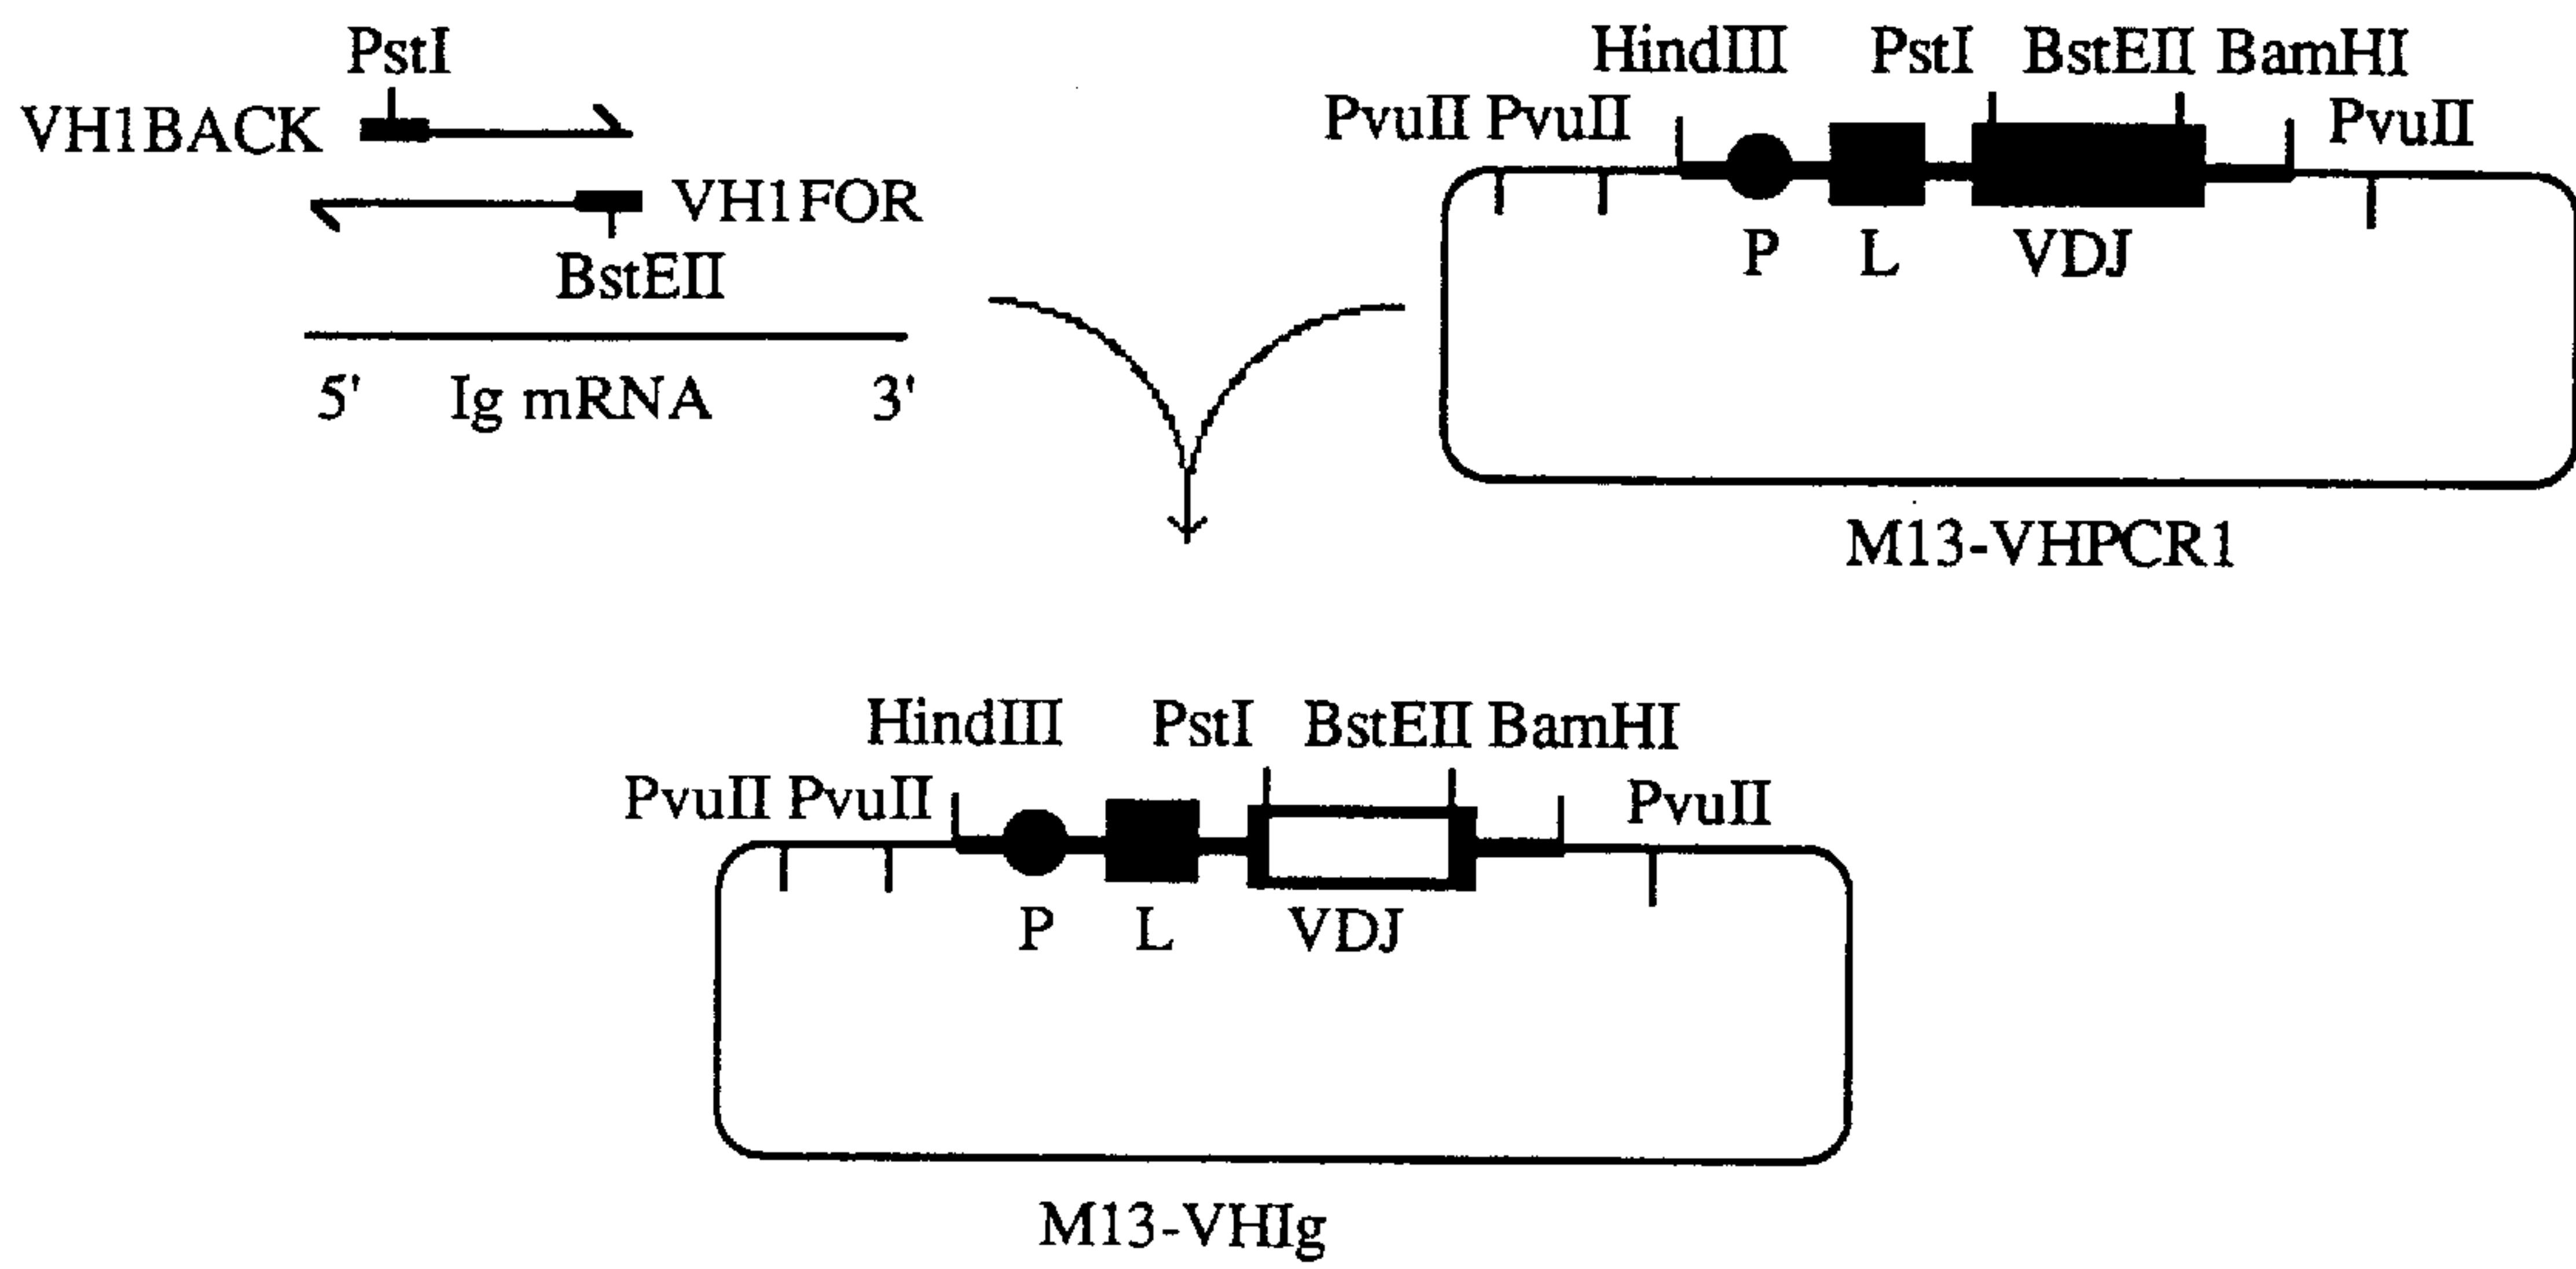 PstI
VH1BACK
VH1FOR
BstEII
5' Ig mRNA 3'
HindIII PstI BstEII BamHI
PvuII PvuII PvuII
P L VDJ
M13-VHPCR1
HindIII PstI BstEII BamHI
PvuII PvuII PvuII
P L VDJ
M13-VHIg